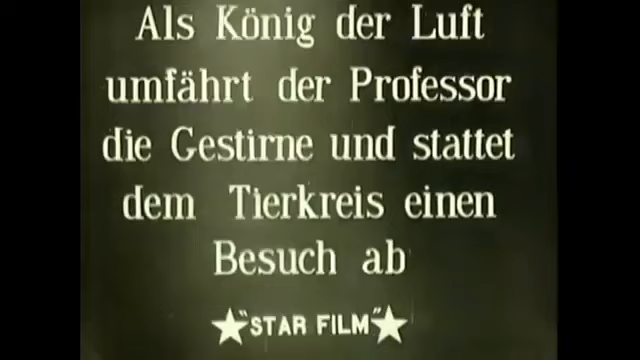 Als König der Luft
umfährt der Professor
die Gestirne und stattet
dem Tierkreis einen
Besuch ab
"STAR FILM"